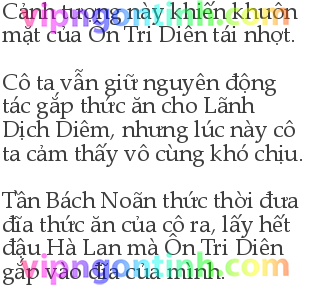 Cảnh tượng này khiến khuôn
mặt của Ôn Tri Diên tái nhợt.
Cô ta vẫn giữ nguyên động
tác gắp thức ăn cho Lãnh
Dịch Diêm, nhưng lúc này cô
ta cảm thấy vô cùng khó chịu.
Tân Bách Noãn thức thời đưa
đĩa thức ăn của cô ra, lấy hết
đậu Hà Lan mà Ôn Tri Diên
gắp vào đĩa của mình.
vipngontinh.com
vipngontinh.com